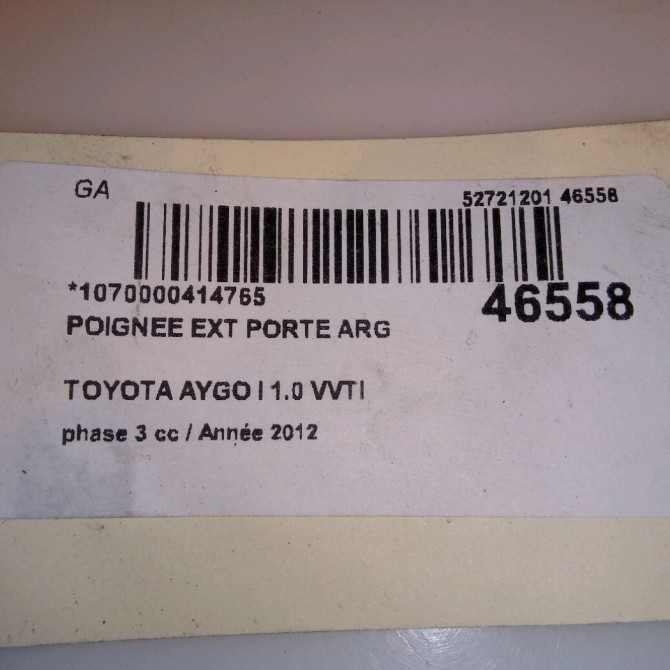 GA
52721201 46558
*1070000414765
46558
POIGNEE EXT PORTE ARG
TOYOTA AYGO I 1.0 VVTI
phase 3 cc / Année 2012